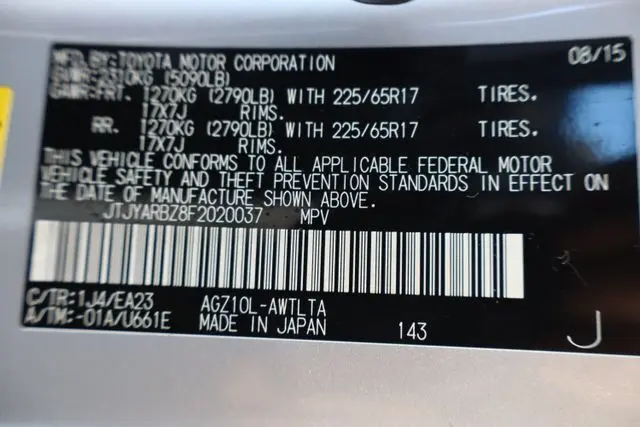 MFD.BY:TOYOTA MOTOR CORPORATION 08/15
GVWR:2310KG (5090LB)
GAWR:FRT. 1270KG (2790LB) WITH 225/65R17 TIRES.
17X7J RIMS.
RR. 1270KG (2790LB) WITH 225/65R17 TIRES.
17X7J RIMS.
THIS VEHICLE CONFORMS TO ALL APPLICABLE FEDERAL MOTOR
VEHICLE SAFETY AND THEFT PREVENTION STANDARDS IN EFFECT ON
THE DATE OF MANUFACTURE SHOWN ABOVE.
JTJYARBZ8F2020037 MPV
C/TR:1J4/EA23 AGZ10L-AWTLTA
A/TM:-01A/U661E MADE IN JAPAN 143 J